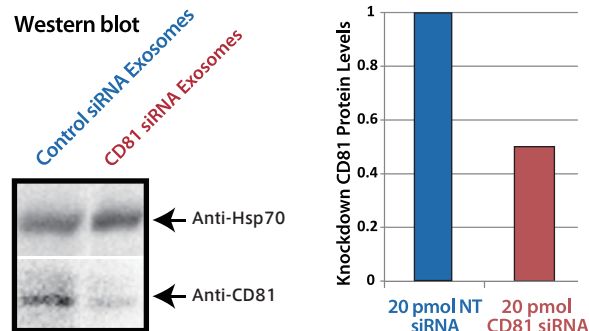 Western blot
Control siRNA Exosomes
CD81 siRNA Exosomes
Anti-Hsp70
Anti-CD81
Knockdown CD81 Protein Levels
1
0.8
0.6
0.4
0.2
0
20 pmol NT
siRNA
20 pmol
CD81 siRNA